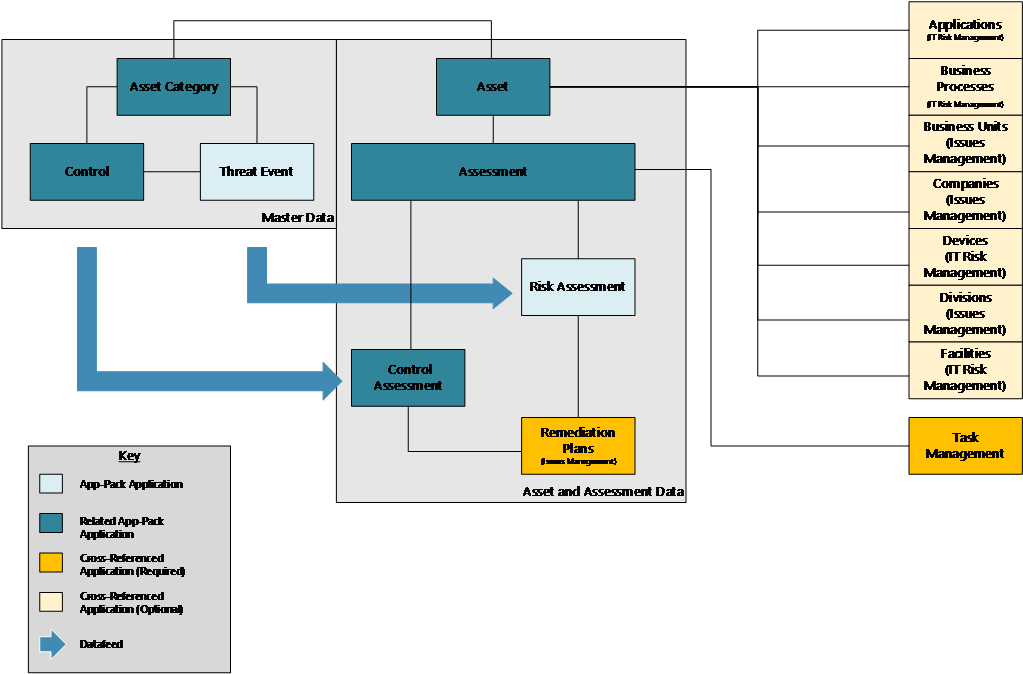 Applications
(IT Risk Management)
Business
Processes
(IT Risk Management)
Business Units
(Issues
Management)
Companies
(Issues
Management)
Devices
(IT Risk
Management)
Divisions
(Issues
Management)
Facilities
(IT Risk
Management)
Task
Management
Asset Category
Control
Threat Event
Master Data
Asset
Assessment
Risk Assessment
Control
Assessment
Remediation
Plans
(Issues Management)
Asset and Assessment Data
Key
App-Pack Application
Related App-Pack
Application
Cross-Referenced
Application (Required)
Cross-Referenced
Application (Optional)
Datafeed